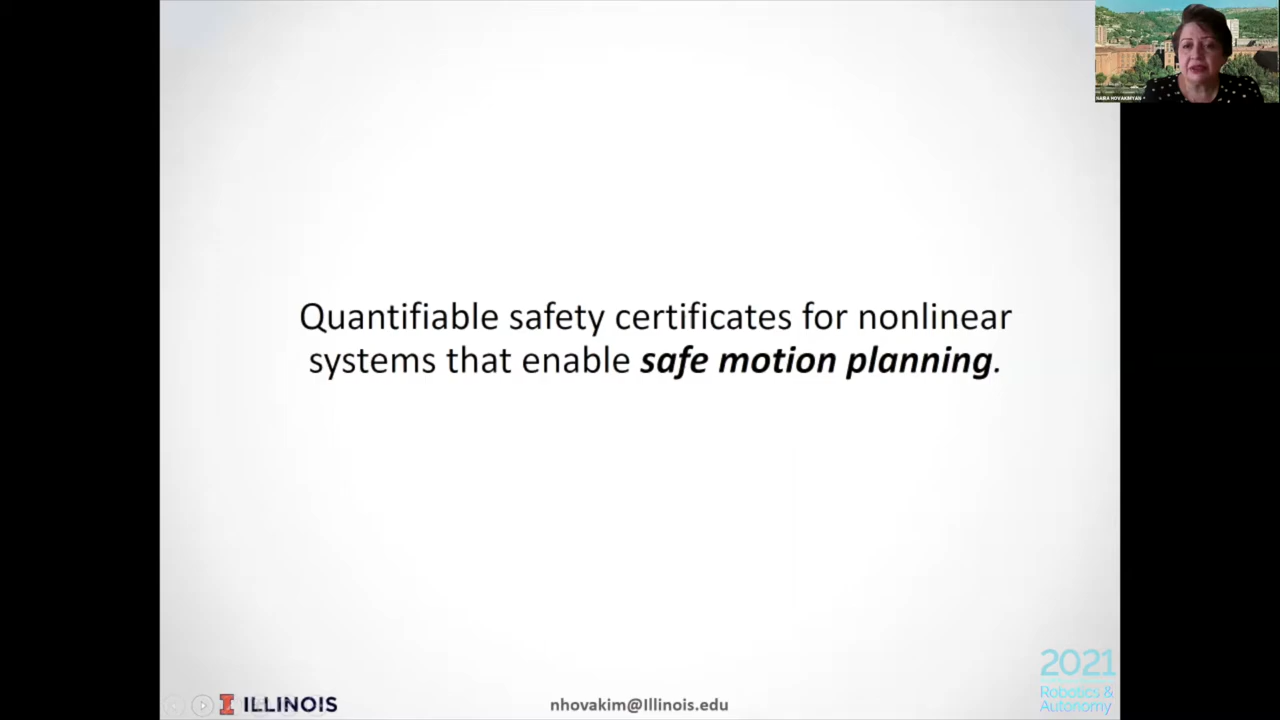 Quantifiable safety certificates for nonlinear
systems that enable safe motion planning.
ILLINOIS
nhovakim@Illinois.edu
2021
Robotics &
Autonomy